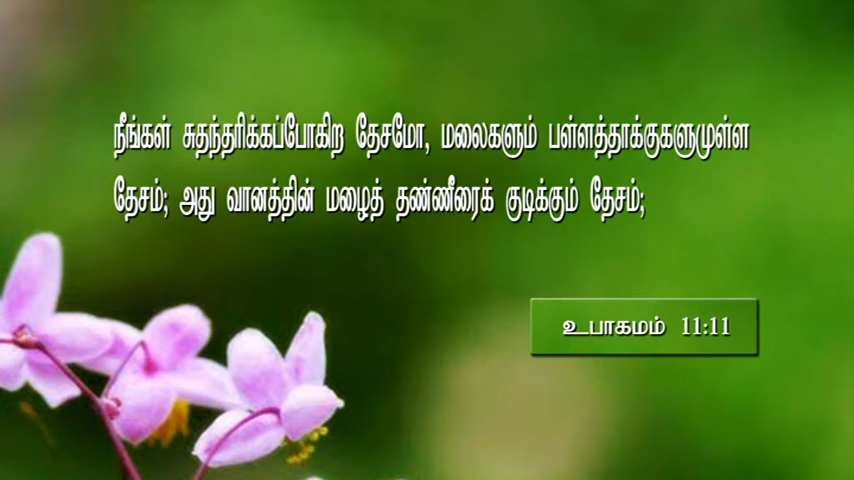 நீங்கள் சுதந்தரிக்கப்போகிற தேசமோ, மலைகளும் பள்ளத்தாக்குகளுமுள்ள
தேசம்; அது வானத்தின் மழைத் தண்ணீரைக் குடிக்கும் தேசம்;
உபாகமம் 11:11